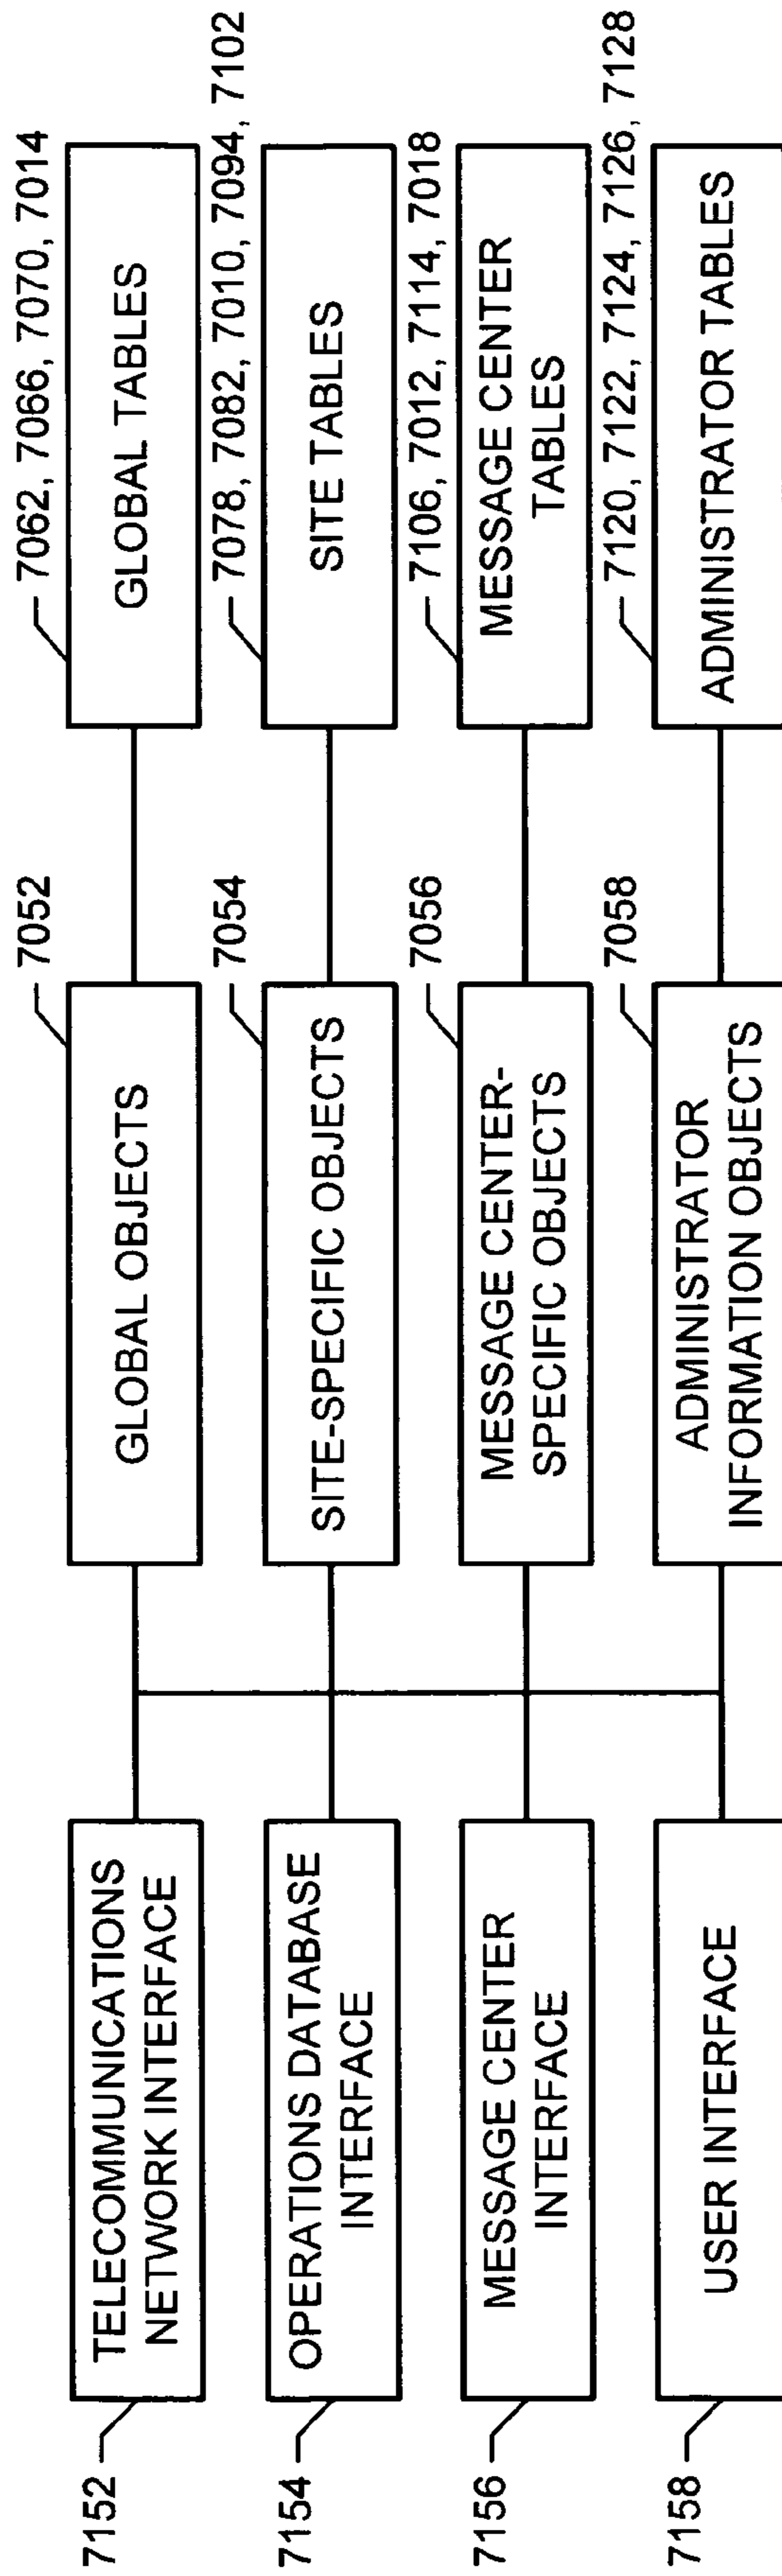 7152
TELECOMMUNICATIONS
NETWORK INTERFACE
7052
GLOBAL OBJECTS
7062, 7066, 7070, 7014
GLOBAL TABLES
7154
OPERATIONS DATABASE
INTERFACE
7054
SITE-SPECIFIC OBJECTS
7078, 7082, 7010, 7094, 7102
SITE TABLES
7156
MESSAGE CENTER
INTERFACE
7056
MESSAGE CENTER-
SPECIFIC OBJECTS
7106, 7012, 7114, 7018
MESSAGE CENTER
TABLES
7158
USER INTERFACE
7058
ADMINISTRATOR
INFORMATION OBJECTS
7120, 7122, 7124, 7126, 7128
ADMINISTRATOR TABLES